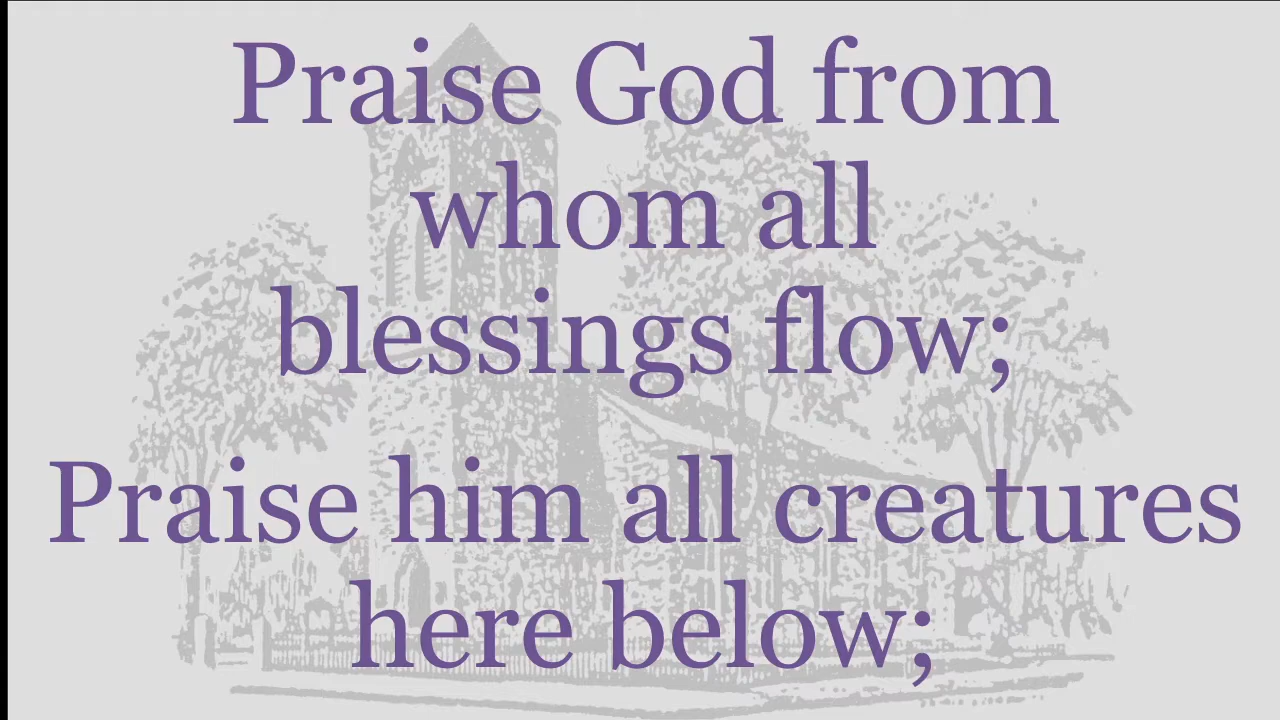 Praise God from
whom all
blessings flow;
Praise him all creatures
here below;